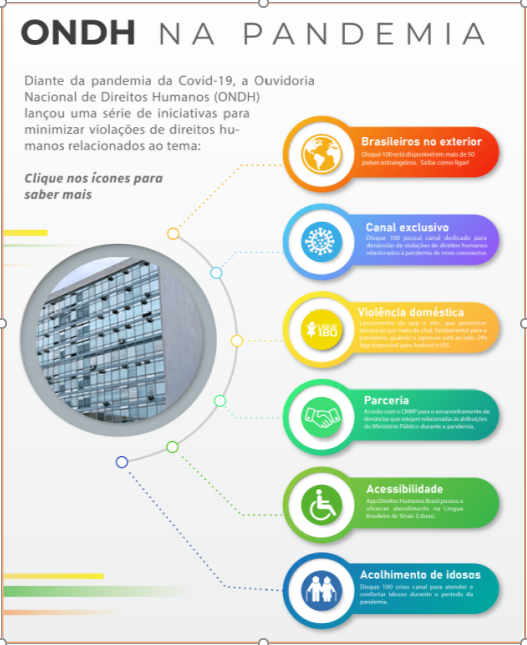 ONDH NA PANDEMIA
Diante da pandemia da Covid-19, a Ouvidoria
Nacional de Direitos Humanos (ONDH)
lançou uma série de iniciativas para
minimizar violações de direitos hu-
manos relacionados ao tema:
Clique nos ícones para
saber mais
Brasileiros no exterior
Disque 100 está disponível em mais de 50
países estrangeiros. Saiba como ligar!
Canal exclusivo
Disque 100 possui canal dedicado para
denúncias de violações de direitos humanos
relacionados à pandemia do novo coronavírus
LIGUE
180
Violência doméstica
Lançamento de app e site, que permitem
denunciar por meio de chat, fundamental para a
pandemia, quando o agressor está ao lado 24h.
App disponível para Android e iOS.
Parceria
Acordo com o CNMP para o encaminhamento de
denúncias que estejam relacionadas às atribuições
do Ministério Público durante a pandemia.
Acessibilidade
App Direitos Humanos Brasil passou a
oferecer atendimento na Língua
Brasileira de Sinais (Libras).
Acolhimento de idosos
Disque 100 criou canal para atender e
confortar idosos durante o período da
pandemia.